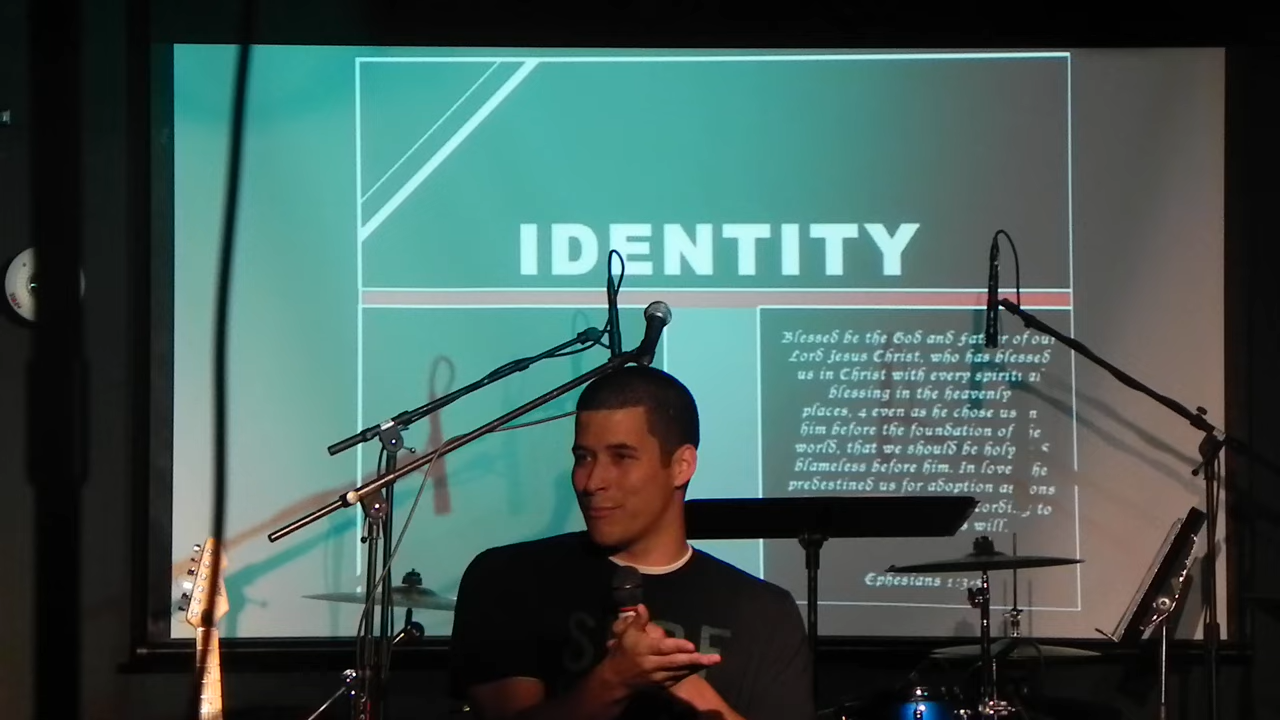 IDENTITY
Blessed be the God and Father of our
Lord Jesus Christ, who has blessed
us in Christ with every
blessing in the heavenly
places, 4 even as he chose us
him before the foundation of
world, that we should be holy
blameless before him. In love he
predestined us for adoption
to
will.
Ephesians